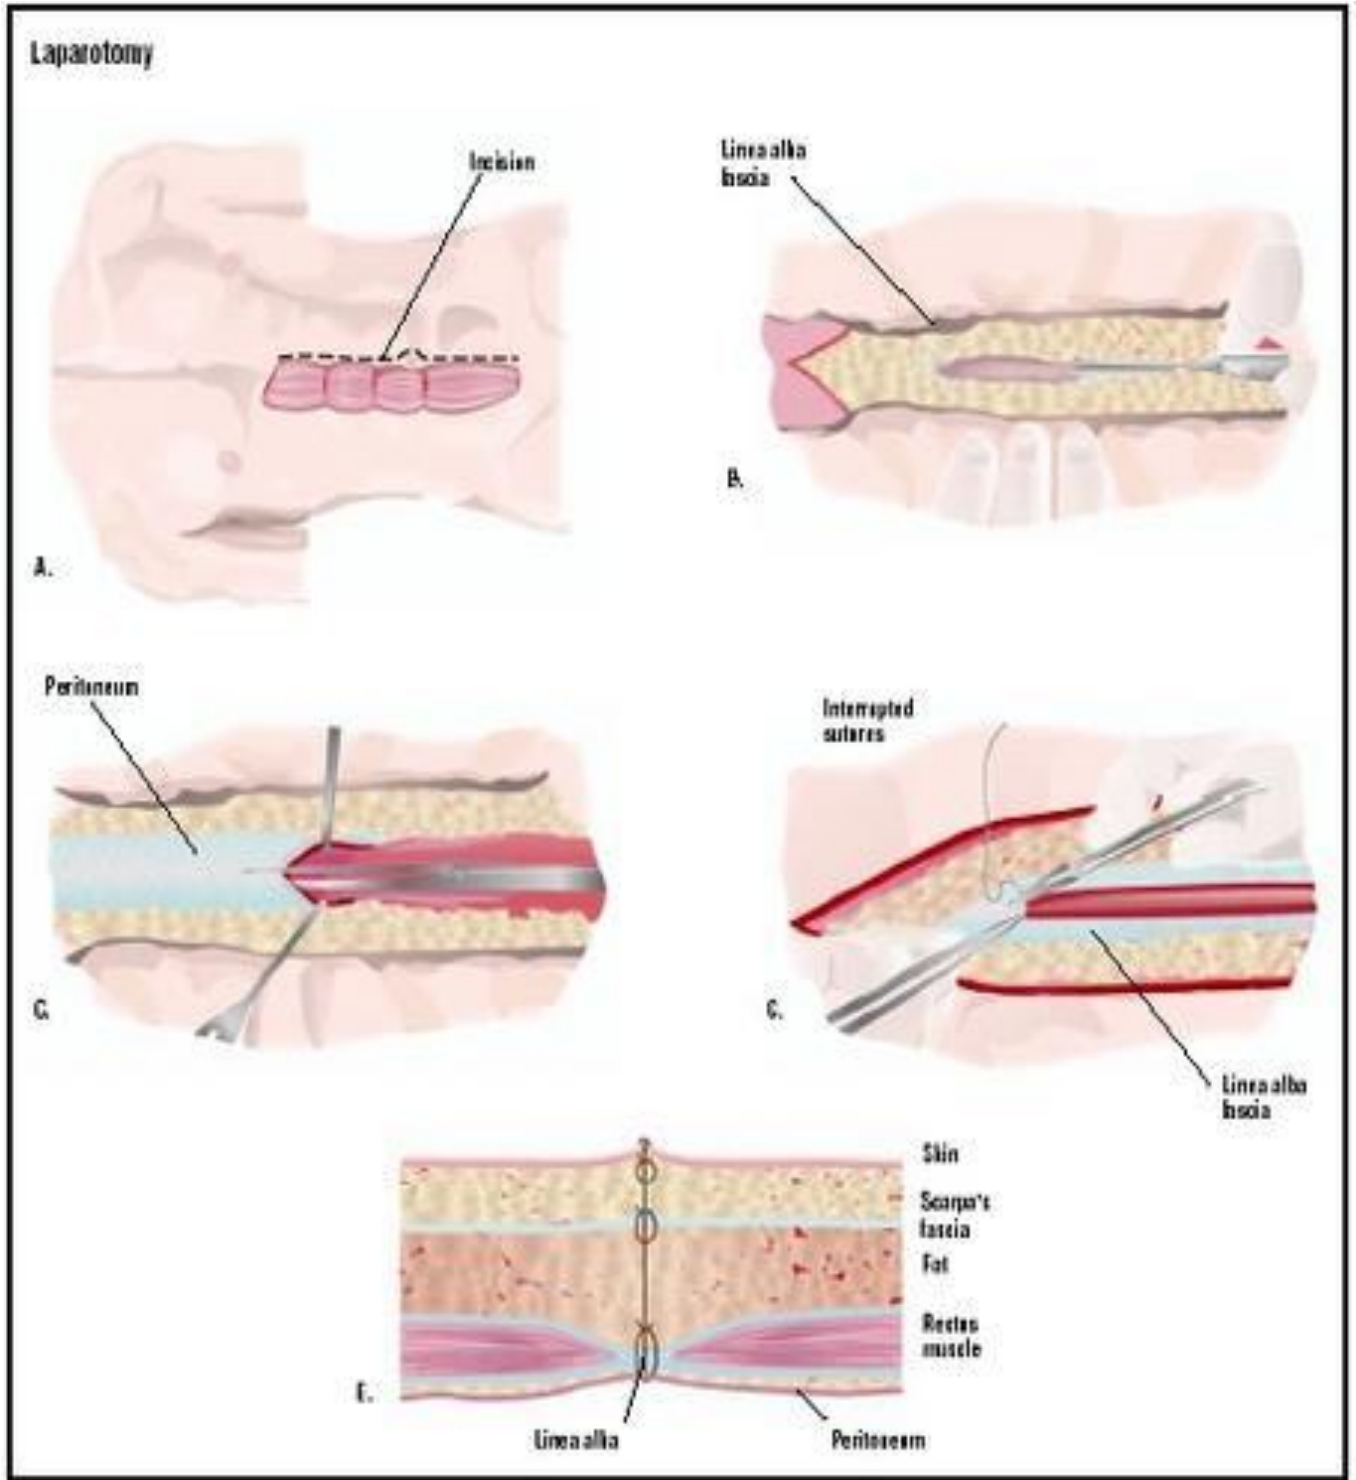 Laparotomy
Incision
Linea alba
fascia
A.
B.
Peritoneum
Interrupted
sutures
C.
C.
Linea alba
fascia
Skin
Scarpa's
fascia
Fat
Rectus
muscle
E.
Linea alba
Peritoneum